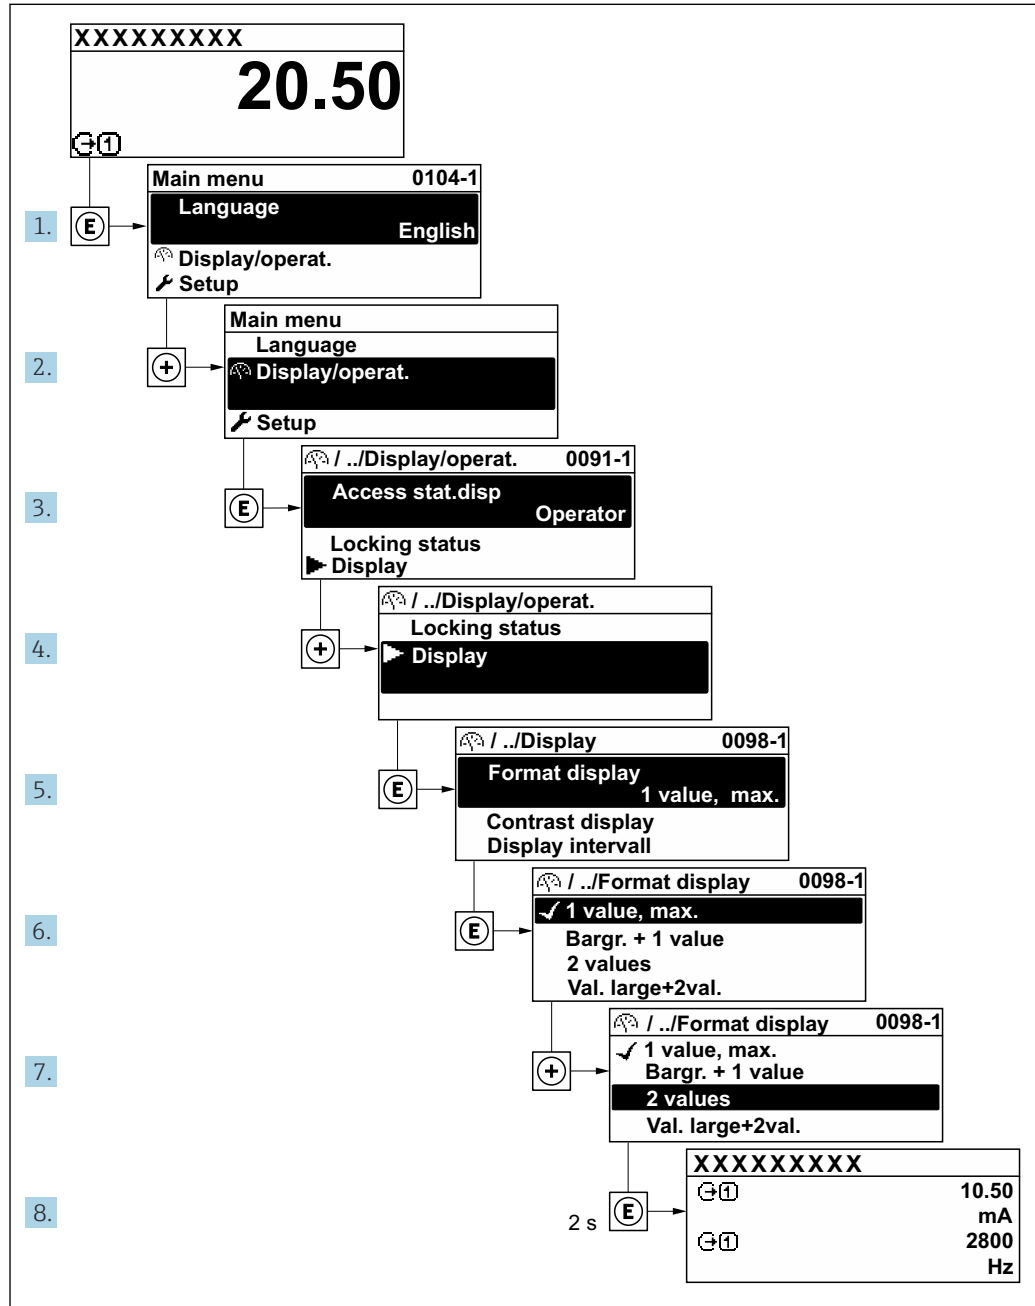 XXXXXXXXX
20.50
1
Main menu 0104-1
1. E Language
English
Display/operat.
Setup
Main menu
Language
2. + Display/operat.
Setup
/ ../Display/operat. 0091-1
3. E Access stat.disp
Operator
Locking status
Display
/ ../Display/operat.
Locking status
4. + Display
/ ../Display 0098-1
5. E Format display
1 value, max.
Contrast display
Display intervall
/ ../Format display 0098-1
1 value, max.
6. E Bargr. + 1 value
2 values
Val. large+2val.
/ ../Format display 0098-1
1 value, max.
7. + Bargr. + 1 value
2 values
Val. large+2val.
XXXXXXXXX
1 10.50
8. 2 s E mA
1 2800
Hz